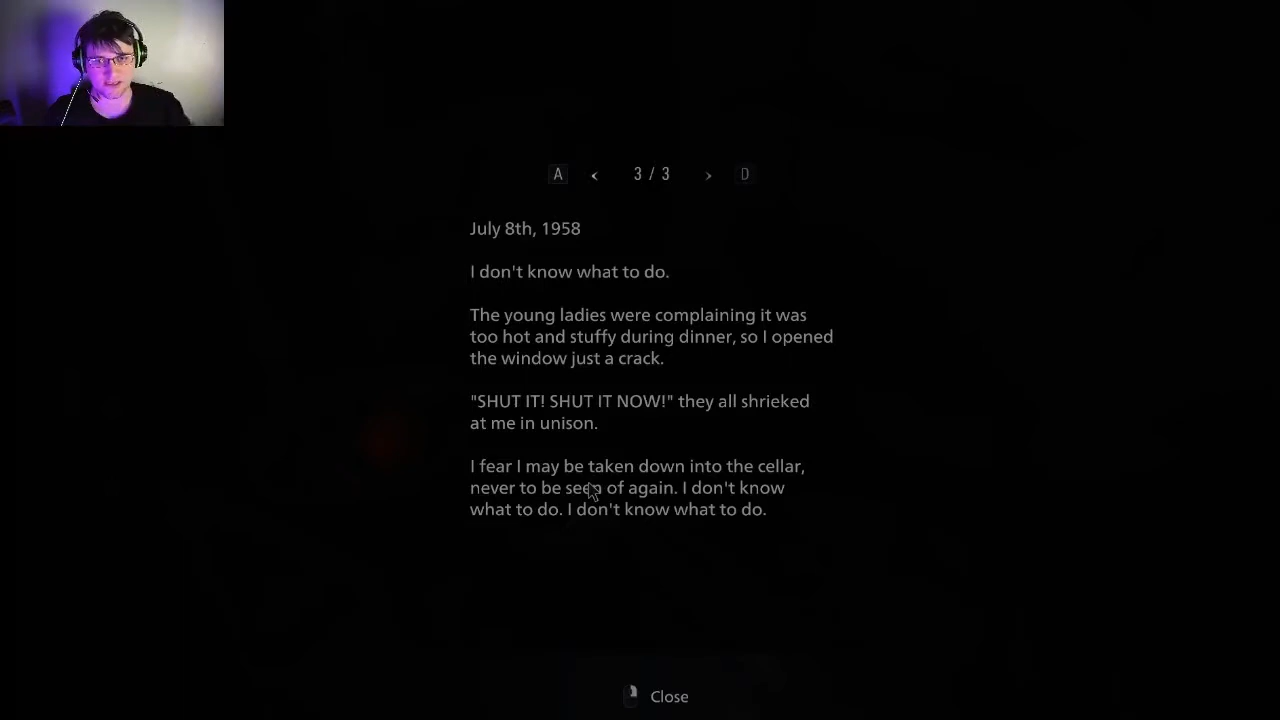 A < 3 / 3 > D
July 8th, 1958
I don't know what to do.
The young ladies were complaining it was
too hot and stuffy during dinner, so I opened
the window just a crack.
"SHUT IT! SHUT IT NOW!" they all shrieked
at me in unison.
I fear I may be taken down into the cellar,
never to be seen of again. I don't know
what to do. I don't know what to do.
Close